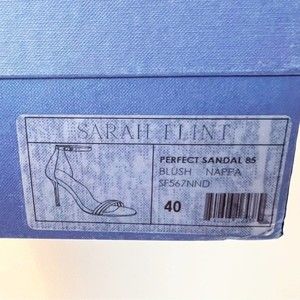 SARAH FLINT
PERFECT SANDAL 85
BLUSH NAPPA
SF567NND
40